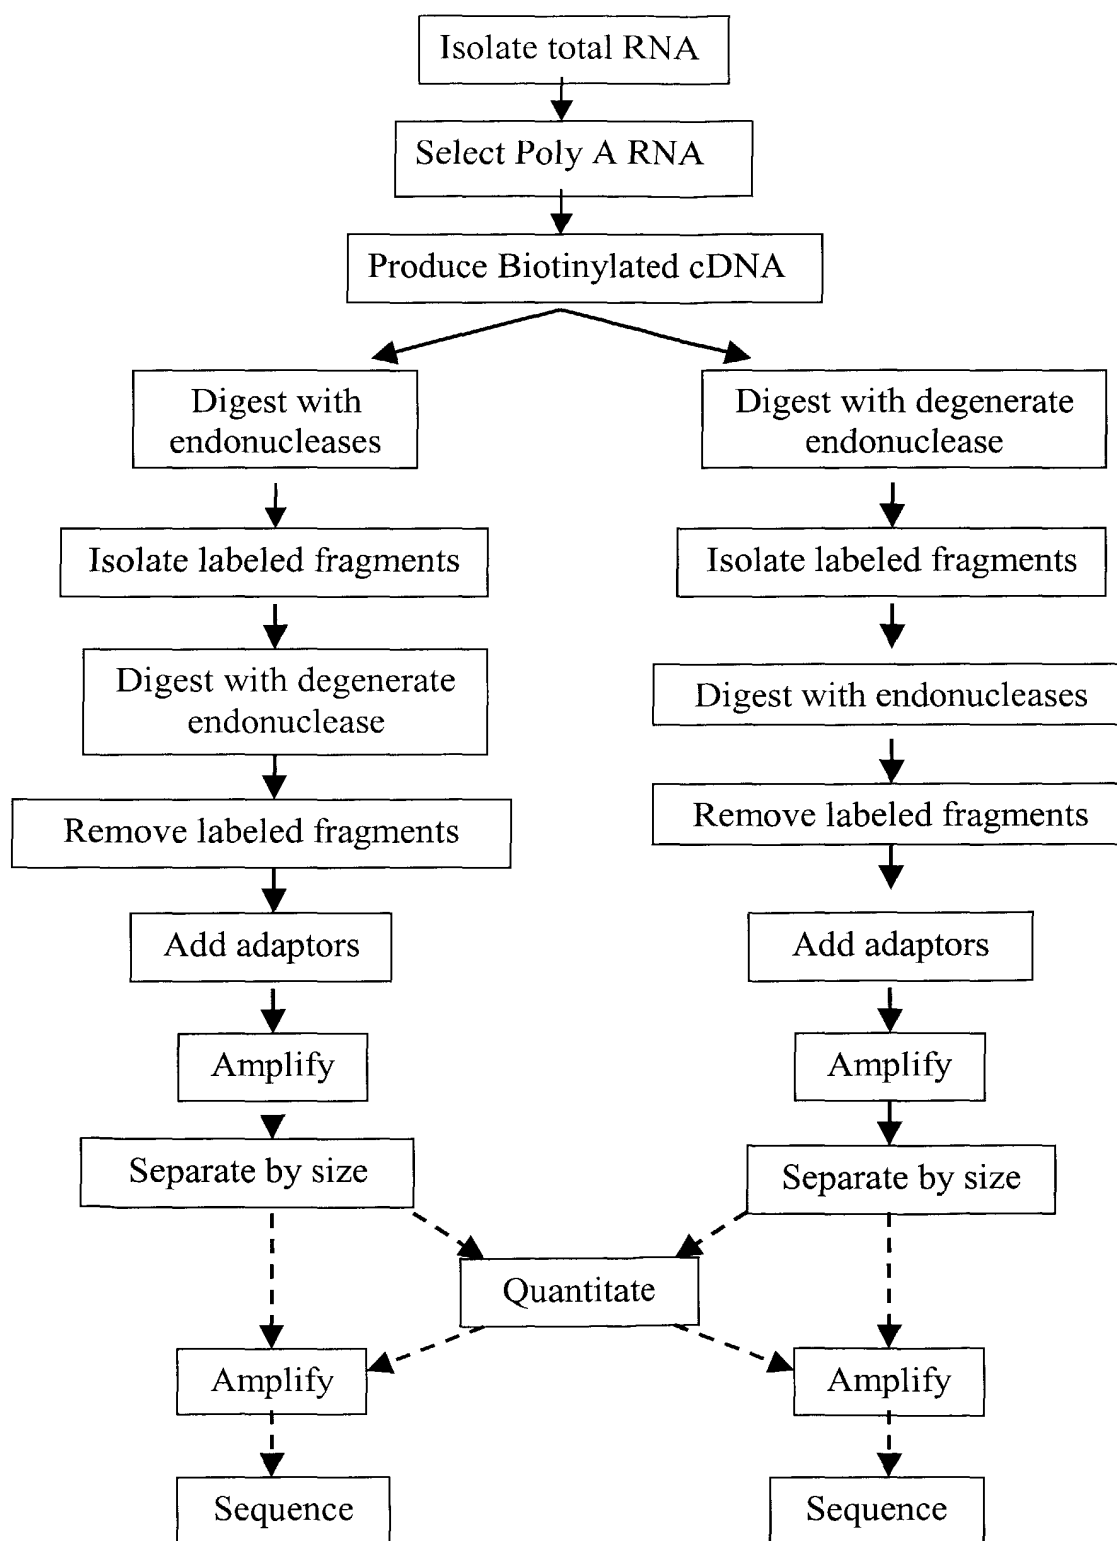 Isolate total RNA
Select Poly A RNA
Produce Biotinylated cDNA
Digest with
endonucleases
Digest with degenerate
endonuclease
Isolate labeled fragments
Isolate labeled fragments
Digest with degenerate
endonuclease
Digest with endonucleases
Remove labeled fragments
Remove labeled fragments
Add adaptors
Add adaptors
Amplify
Amplify
Separate by size
Separate by size
Quantitate
Amplify
Amplify
Sequence
Sequence